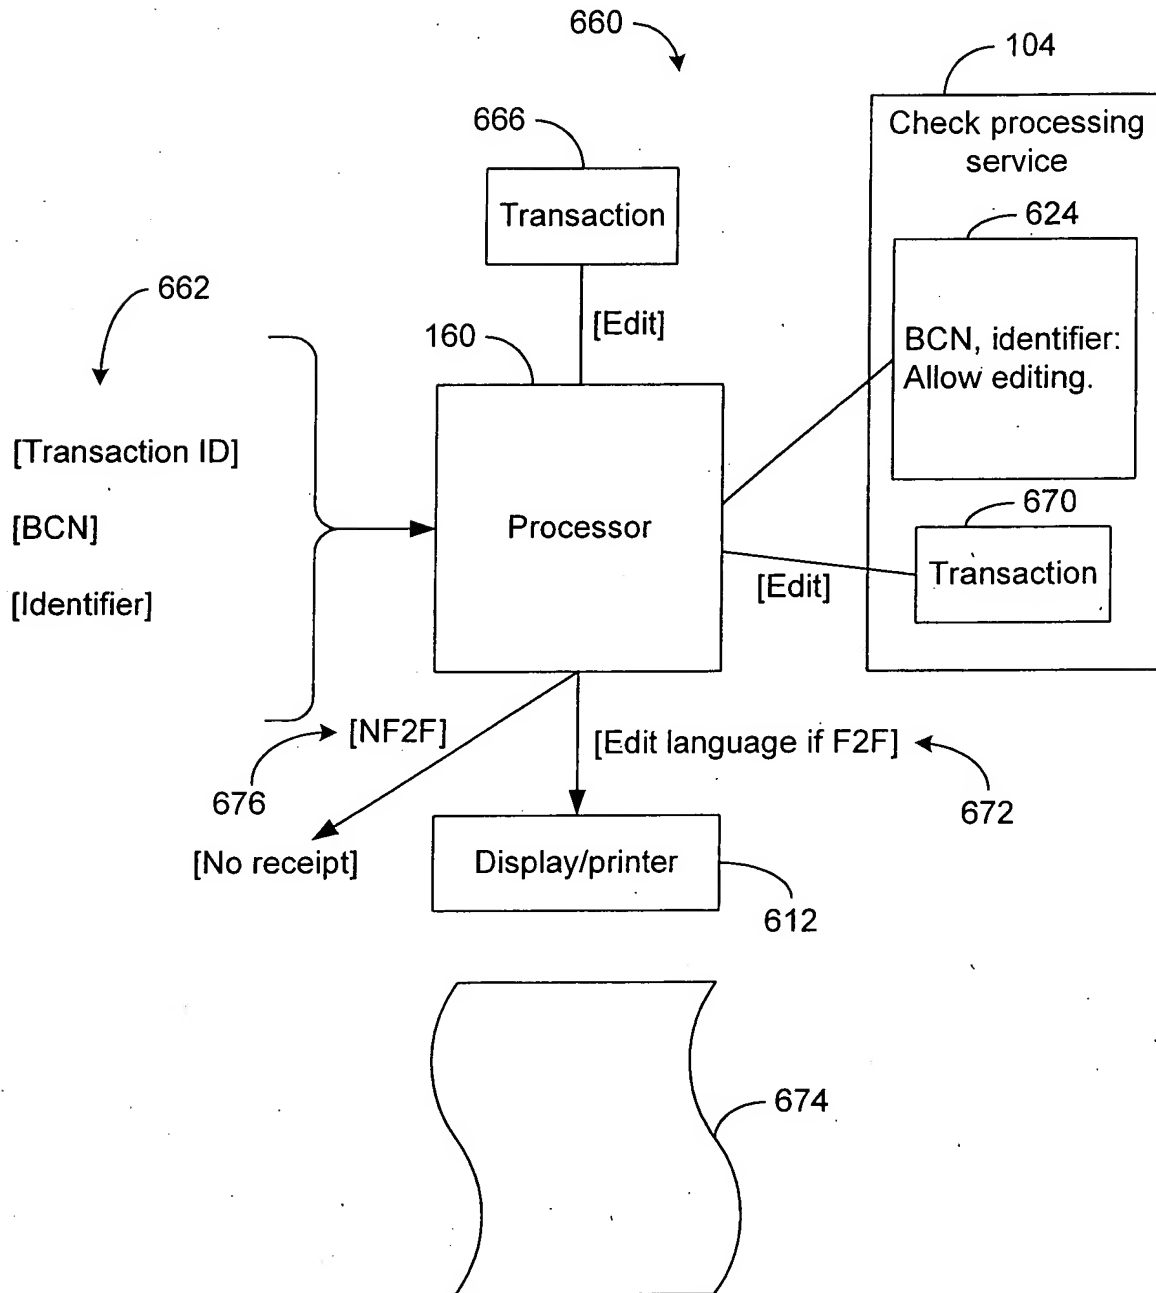 660
104
Check processing
service
666
Transaction
624
662
[Edit]
160
BCN, identifier:
Allow editing.
[Transaction ID]
[BCN]
Processor
670
[Identifier]
[Edit]
Transaction
[NF2F]
[Edit language if F2F]
676
672
[No receipt]
Display/printer
612
674